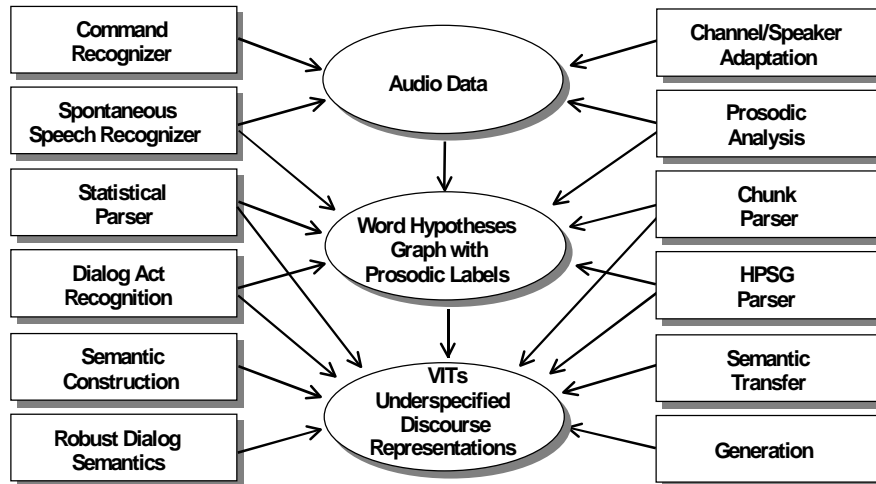 Command
Recognizer
Channel/Speaker
Adaptation
Audio Data
Spontaneous
Speech Recognizer
Prosodic
Analysis
Statistical
Parser
Chunk
Parser
Word Hypotheses
Graph with
Prosodic Labels
Dialog Act
Recognition
HPSG
Parser
Semantic
Construction
Semantic
Transfer
VITs
Underspecified
Discourse
Representations
Robust Dialog
Semantics
Generation